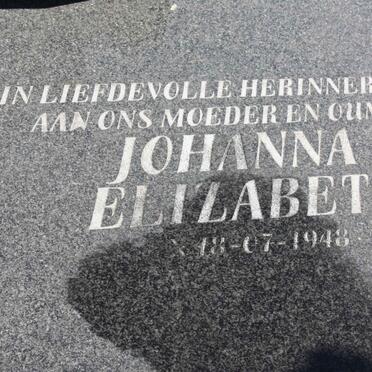 IN LIEFDEVOLLE HERINNER
AAN ONS MOEDER EN OUM
JOHANNA
ELIZABET
18-07-1948